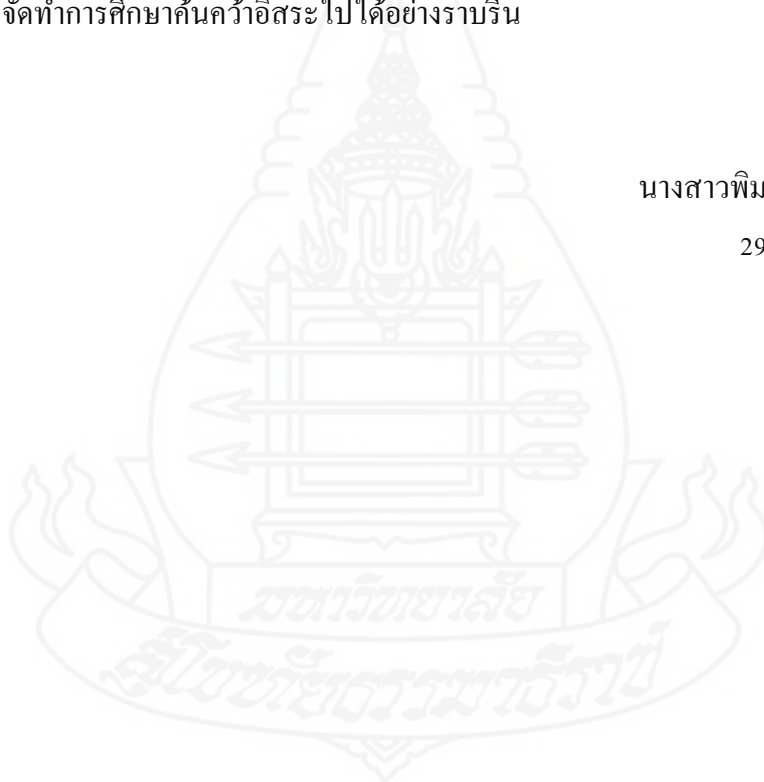 จัดทำการศึกษาค้นคว้าอิสระไปได้อย่างราบรื่น
นางสาวพิม
29
มหาวิทยาลัย
สุโขทัยธรรมาธิราช